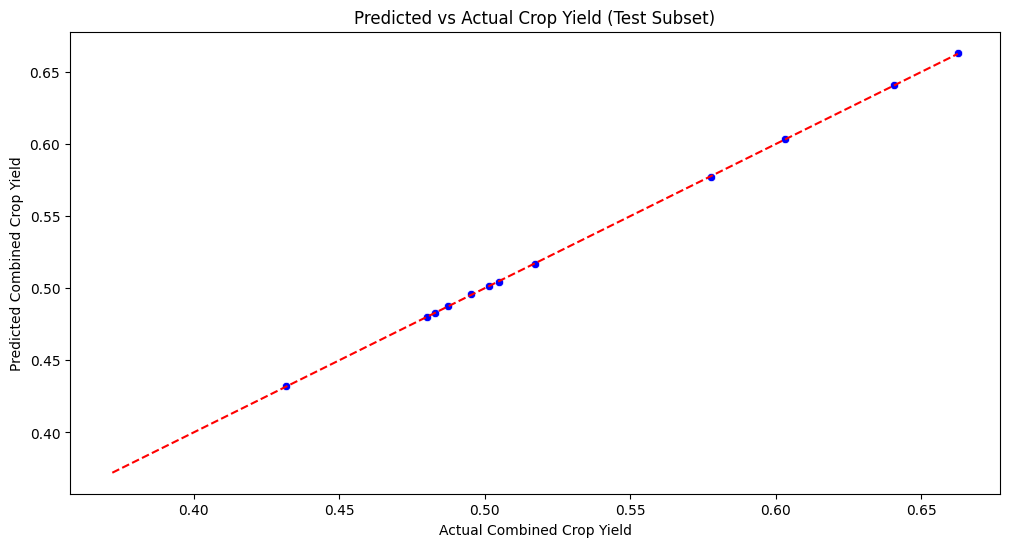 Predicted vs Actual Crop Yield (Test Subset)
Predicted Combined Crop Yield
0.65
0.60
0.55
0.50
0.45
0.40
0.40 0.45 0.50 0.55 0.60 0.65
Actual Combined Crop Yield